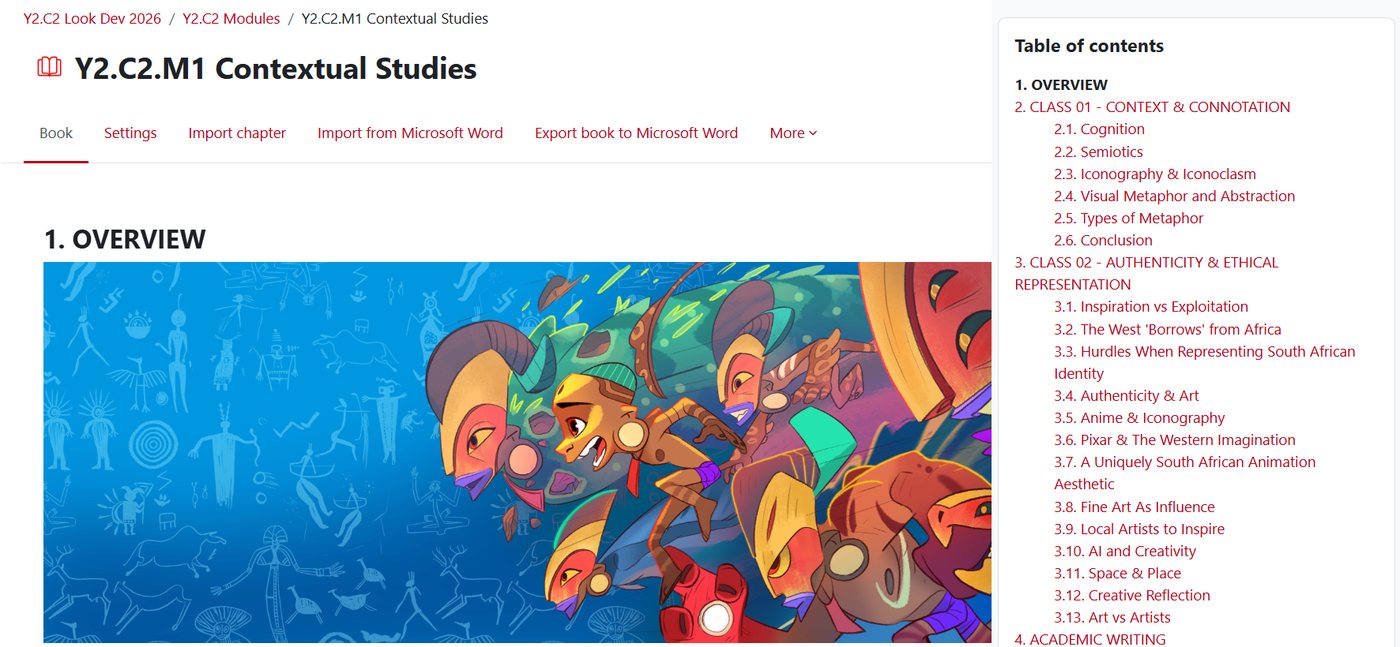 Y2.C2 Look Dev 2026 / Y2.C2 Modules / Y2.C2.M1 Contextual Studies
Y2.C2.M1 Contextual Studies
Book Settings Import chapter Import from Microsoft Word Export book to Microsoft Word More
1. OVERVIEW
Table of contents
1. OVERVIEW
2. CLASS 01 - CONTEXT & CONNOTATION
2.1. Cognition
2.2. Semiotics
2.3. Iconography & Iconoclasm
2.4. Visual Metaphor and Abstraction
2.5. Types of Metaphor
2.6. Conclusion
3. CLASS 02 - AUTHENTICITY & ETHICAL
REPRESENTATION
3.1. Inspiration vs Exploitation
3.2. The West 'Borrows' from Africa
3.3. Hurdles When Representing South African
Identity
3.4. Authenticity & Art
3.5. Anime & Iconography
3.6. Pixar & The Western Imagination
3.7. A Uniquely South African Animation
Aesthetic
3.8. Fine Art As Influence
3.9. Local Artists to Inspire
3.10. AI and Creativity
3.11. Space & Place
3.12. Creative Reflection
3.13. Art vs Artists
4. ACADEMIC WRITING